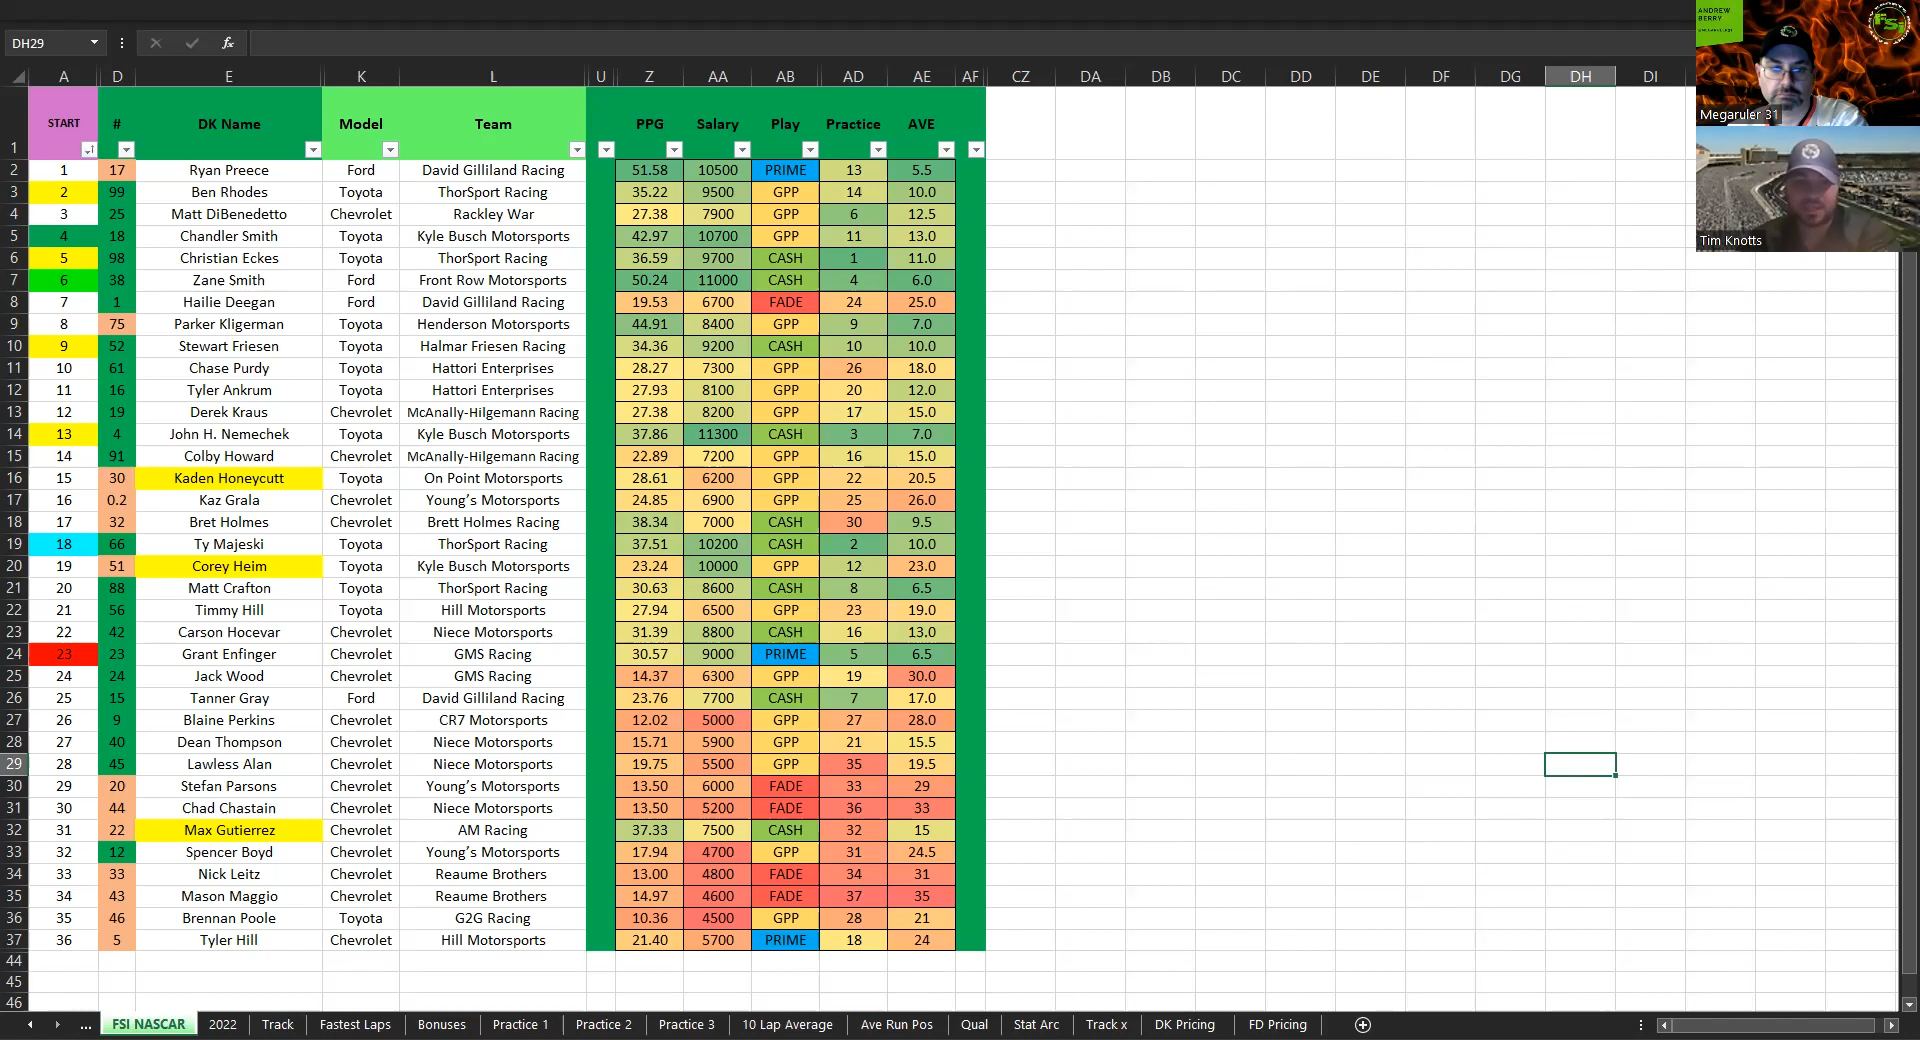 DH29 fx
A D E K L U Z AA AB AD AE AF CZ DA DB DC DD DE DF DG DH DI
ANDREW
BERRY
Megaruler 31
Tim Knotts
1 START # DK Name Model Team PPG Salary Play Practice AVE
2 1 17 Ryan Preece Ford David Gilliland Racing 51.58 10500 PRIME 13 5.5
3 2 99 Ben Rhodes Toyota ThorSport Racing 35.22 9500 GPP 14 10.0
4 3 25 Matt DiBenedetto Chevrolet Rackley War 27.38 7900 GPP 6 12.5
5 4 18 Chandler Smith Toyota Kyle Busch Motorsports 42.97 10700 GPP 11 13.0
6 5 98 Christian Eckes Toyota ThorSport Racing 36.59 9700 CASH 1 11.0
7 6 38 Zane Smith Ford Front Row Motorsports 50.24 11000 CASH 4 6.0
8 7 1 Hailie Deegan Ford David Gilliland Racing 19.53 6700 FADE 24 25.0
9 8 75 Parker Kligerman Toyota Henderson Motorsports 44.91 8400 GPP 9 7.0
10 9 52 Stewart Friesen Toyota Halmar Friesen Racing 34.36 9200 CASH 10 10.0
11 10 61 Chase Purdy Toyota Hattori Enterprises 28.27 7300 GPP 26 18.0
12 11 16 Tyler Ankrum Toyota Hattori Enterprises 27.93 8100 GPP 20 12.0
13 12 19 Derek Kraus Chevrolet McAnally-Hilgemann Racing 27.38 8200 GPP 17 15.0
14 13 4 John H. Nemechek Toyota Kyle Busch Motorsports 37.86 11300 CASH 3 7.0
15 14 91 Colby Howard Chevrolet McAnally-Hilgemann Racing 22.89 7200 GPP 16 15.0
16 15 30 Kaden Honeycutt Toyota On Point Motorsports 28.61 6200 GPP 22 20.5
17 16 0.2 Kaz Grala Chevrolet Young’s Motorsports 24.85 6900 GPP 25 26.0
18 17 32 Bret Holmes Chevrolet Brett Holmes Racing 38.34 7000 CASH 30 9.5
19 18 66 Ty Majeski Toyota ThorSport Racing 37.51 10200 CASH 2 10.0
20 19 51 Corey Heim Toyota Kyle Busch Motorsports 23.24 10000 GPP 12 23.0
21 20 88 Matt Crafton Toyota ThorSport Racing 30.63 8600 CASH 8 6.5
22 21 56 Timmy Hill Toyota Hill Motorsports 27.94 6500 GPP 23 19.0
23 22 42 Carson Hocevar Chevrolet Niece Motorsports 31.39 8800 CASH 16 13.0
24 23 23 Grant Enfinger Chevrolet GMS Racing 30.57 9000 PRIME 5 6.5
25 24 24 Jack Wood Chevrolet GMS Racing 14.37 6300 GPP 19 30.0
26 25 15 Tanner Gray Ford David Gilliland Racing 23.76 7700 CASH 7 17.0
27 26 9 Blaine Perkins Chevrolet CR7 Motorsports 12.02 5000 GPP 27 28.0
28 27 40 Dean Thompson Chevrolet Niece Motorsports 15.71 5900 GPP 21 15.5
29 28 45 Lawless Alan Chevrolet Niece Motorsports 19.75 5500 GPP 35 19.5
30 29 20 Stefan Parsons Chevrolet Young’s Motorsports 13.50 6000 FADE 33 29
31 30 44 Chad Chastain Chevrolet Niece Motorsports 13.50 5200 FADE 36 33
32 31 22 Max Gutierrez Chevrolet AM Racing 37.33 7500 CASH 32 15
33 32 12 Spencer Boyd Chevrolet Young’s Motorsports 17.94 4700 GPP 31 24.5
34 33 33 Nick Leitz Chevrolet Reaume Brothers 13.00 4800 FADE 34 31
35 34 43 Mason Maggio Chevrolet Reaume Brothers 14.97 4600 FADE 37 35
36 35 46 Brennan Poole Toyota G2G Racing 10.36 4500 GPP 28 21
37 36 5 Tyler Hill Chevrolet Hill Motorsports 21.40 5700 PRIME 18 24
44
45
46
... FSI NASCAR 2022 Track Fastest Laps Bonuses Practice 1 Practice 2 Practice 3 10 Lap Average Ave Run Pos Qual Stat Arc Track x DK Pricing FD Pricing